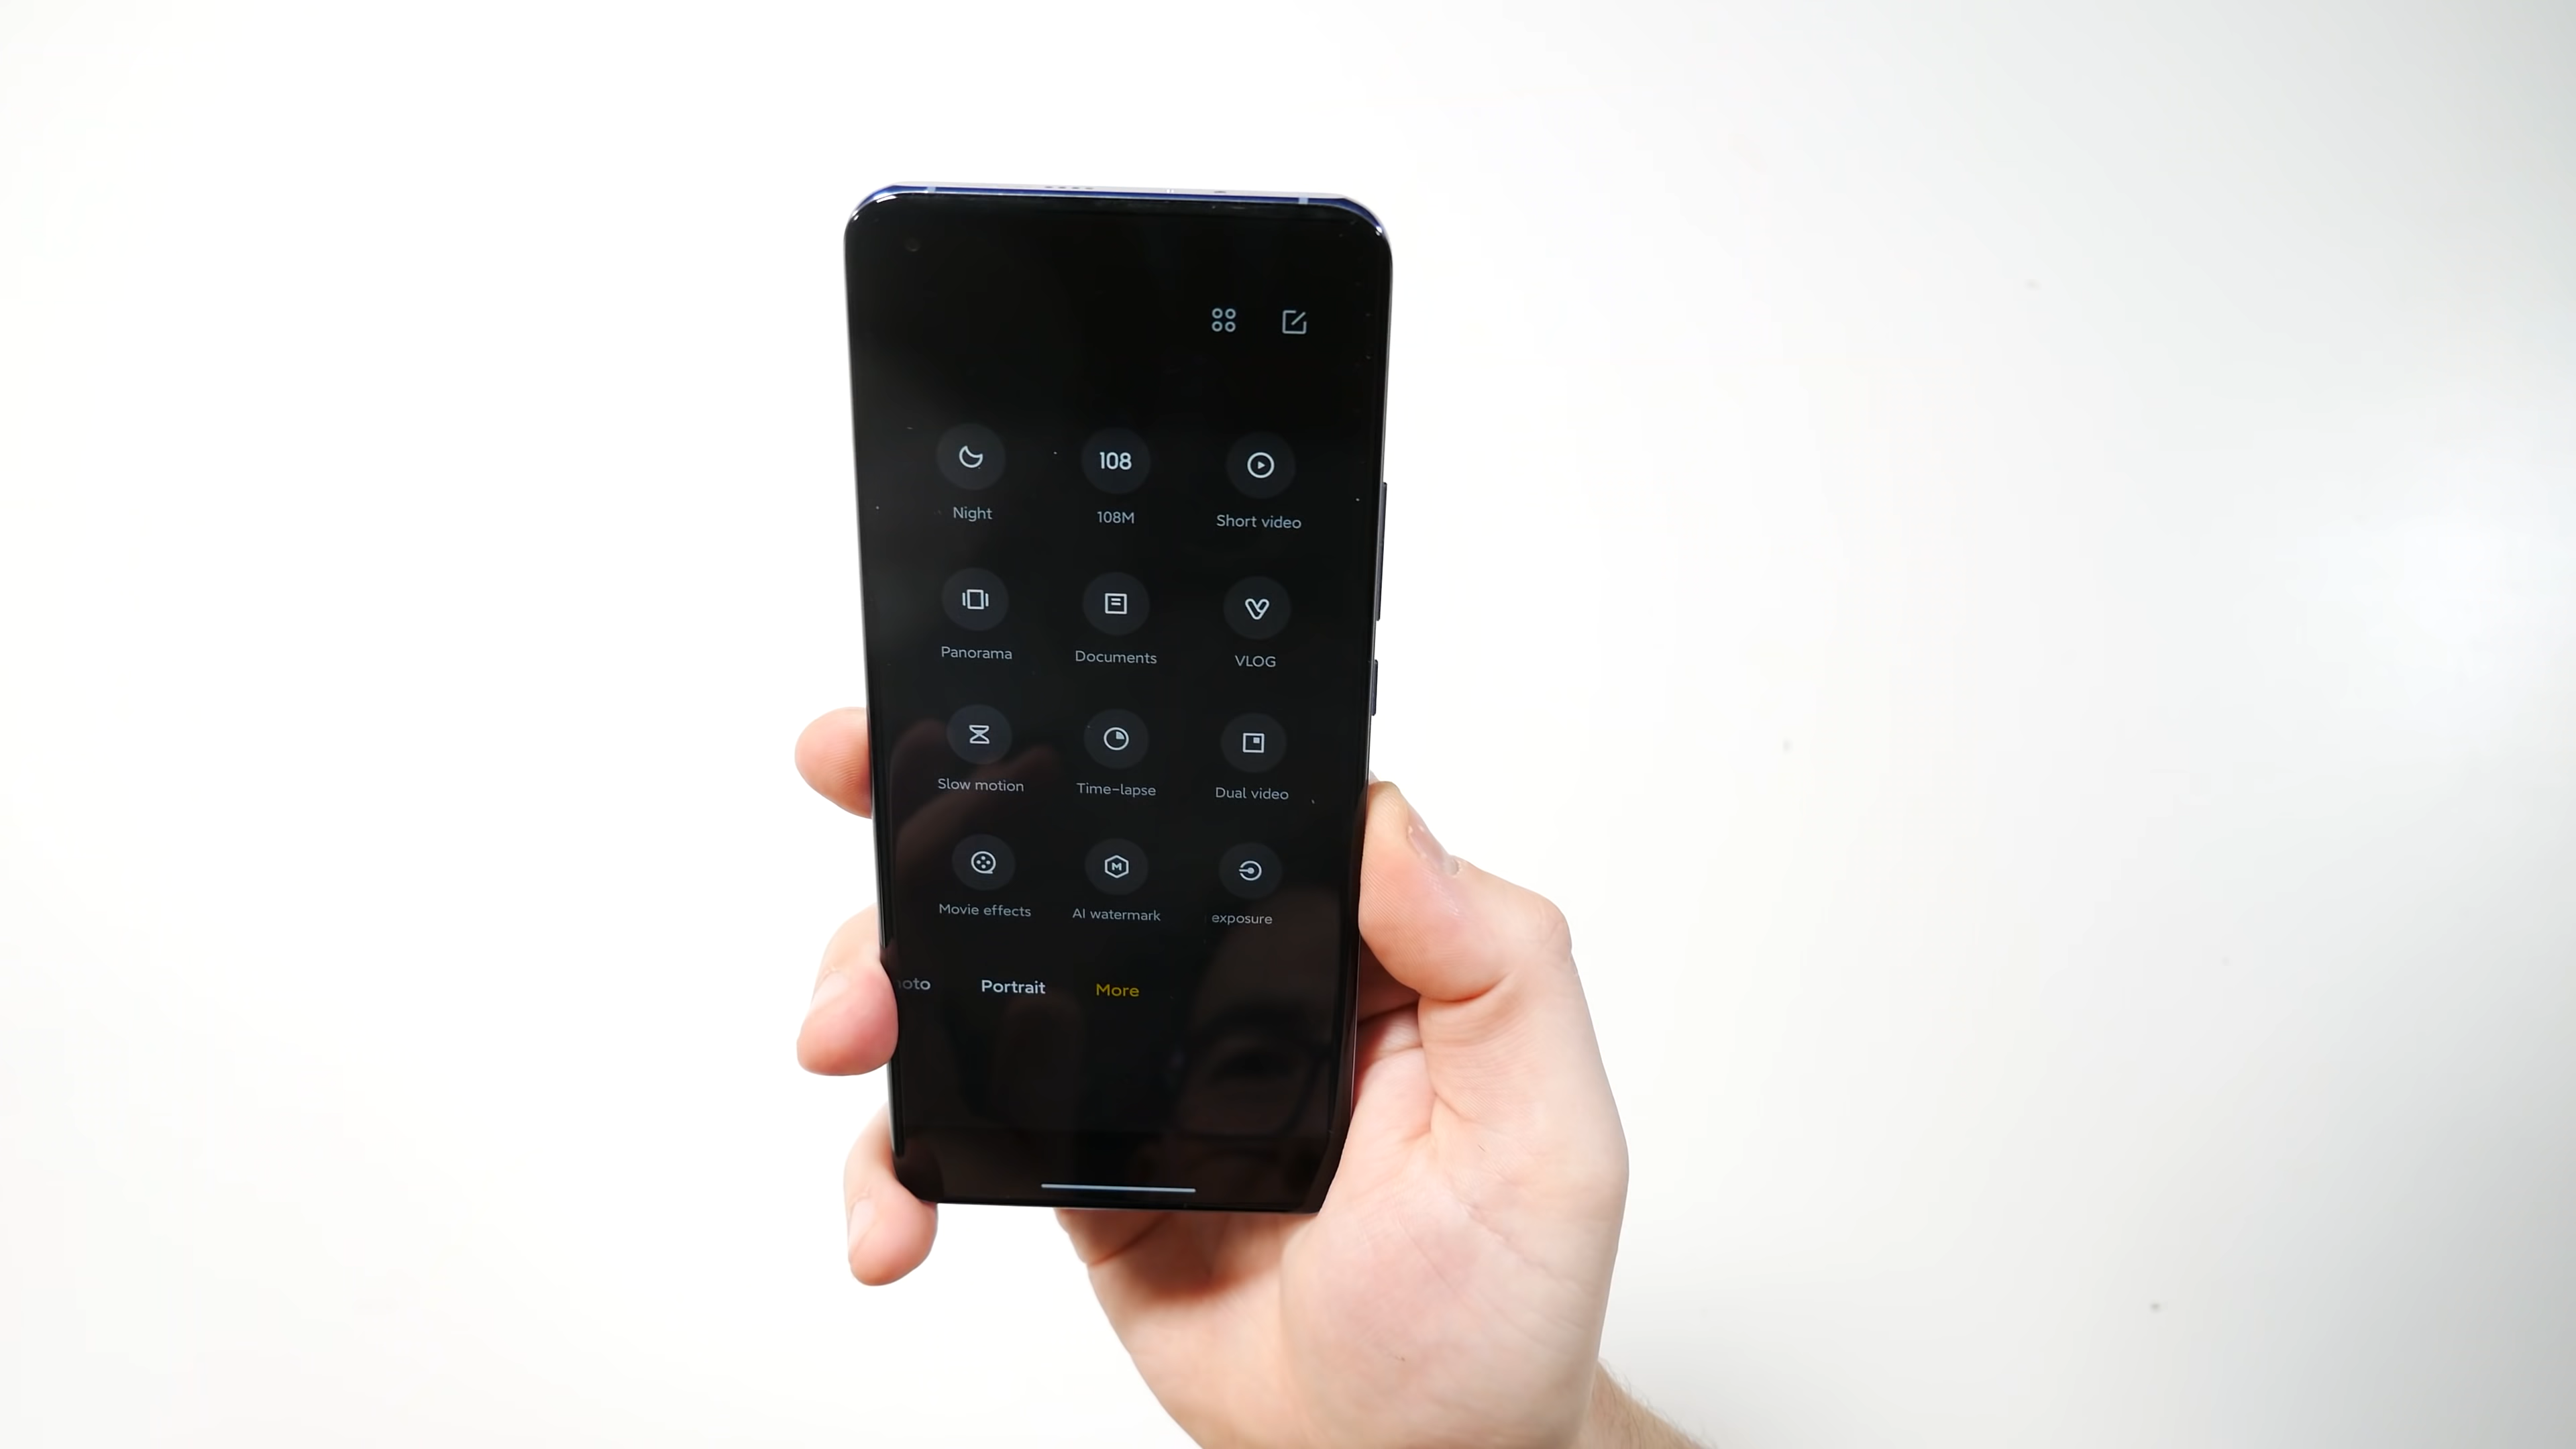 108
Night
108M
Short video
Panorama
Documents
VLOG
Slow motion
Time-lapse
Dual video
M
Movie effects
AI watermark
exposure
oto
Portrait
More